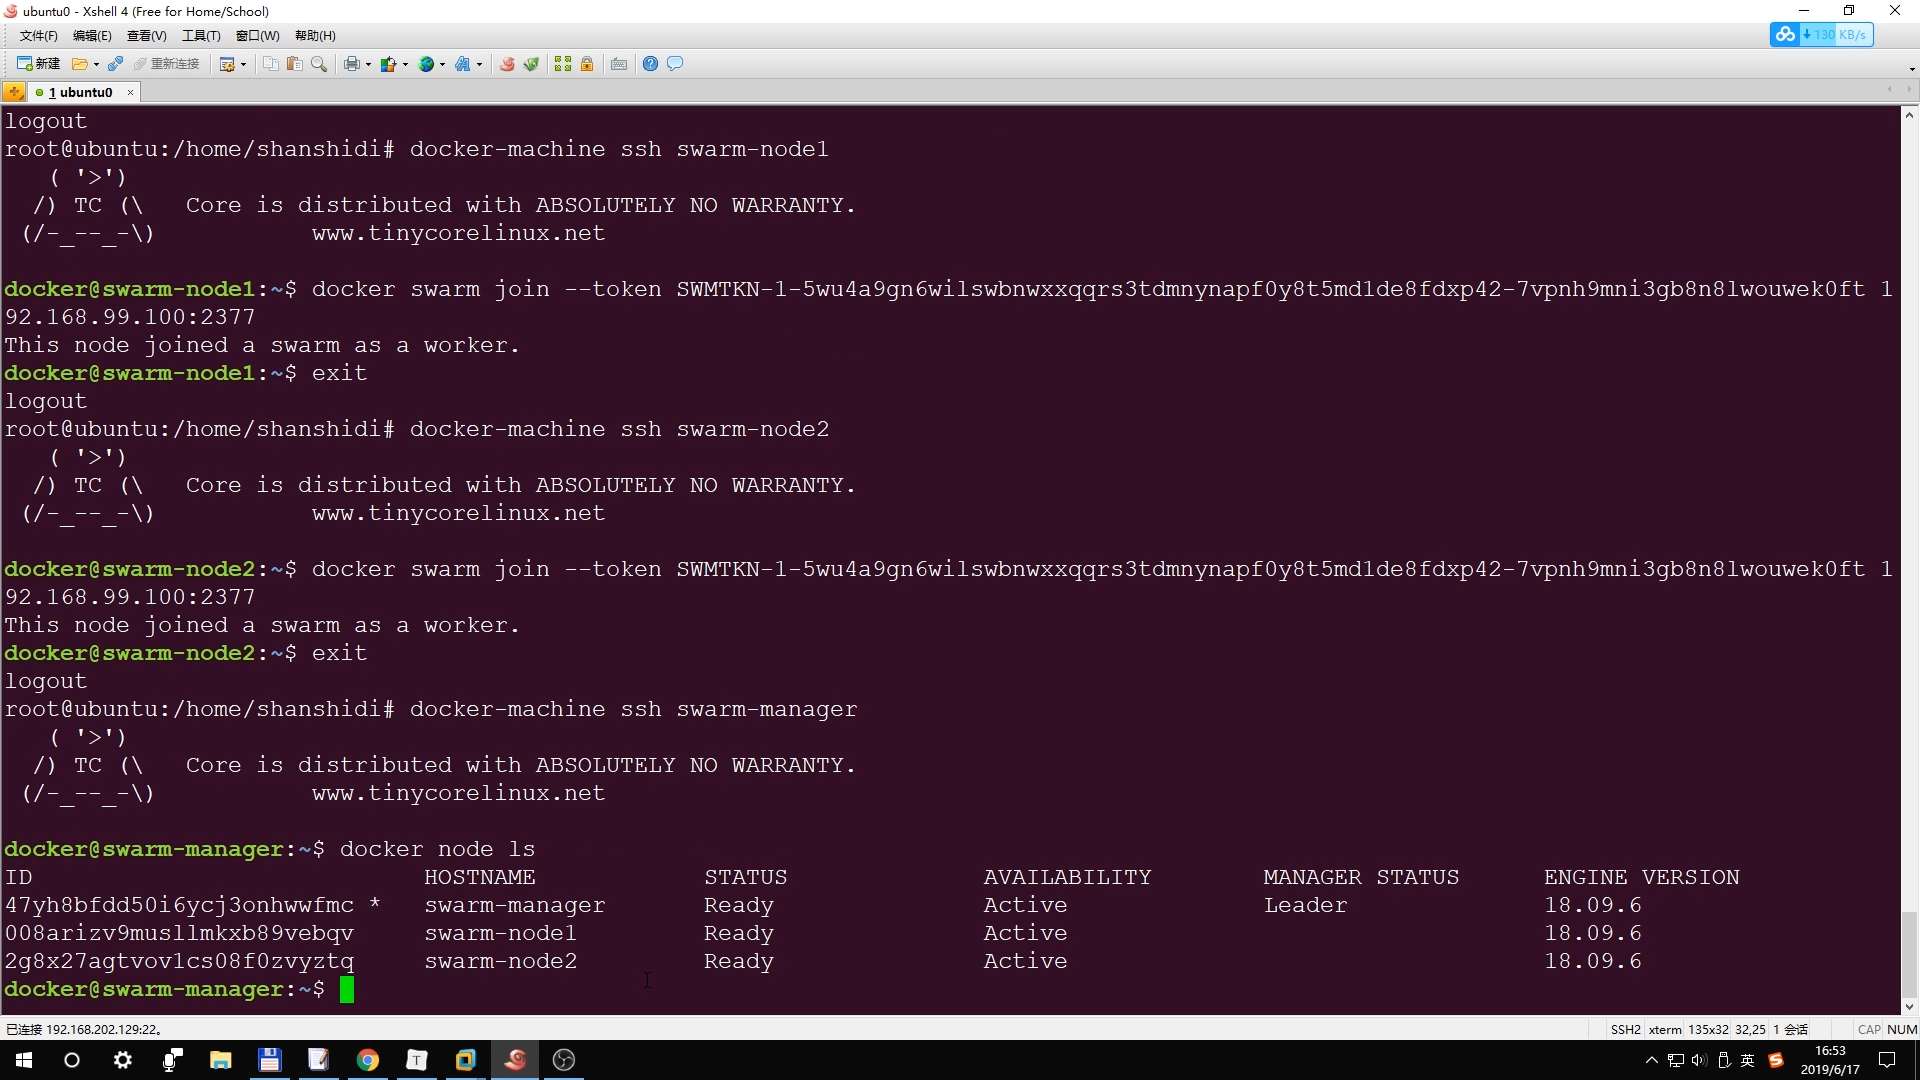 ubuntu0 - Xshell 4 (Free for Home/School)
文件(F) 编辑(E) 查看(V) 工具(T) 窗口(W) 帮助(H)
130 KB/s
新建 重新连接
1 ubuntu0
logout
root@ubuntu:/home/shanshidi# docker-machine ssh swarm-node1
( '>')
/) TC (\   Core is distributed with ABSOLUTELY NO WARRANTY.
(/-_--_-\)           www.tinycorelinux.net
docker@swarm-node1:~$ docker swarm join --token SWMTKN-1-5wu4a9gn6wilswbnwxxqqrs3tdmnynapf0y8t5md1de8fdxp42-7vpnh9mni3gb8n8lwouwek0ft 1
92.168.99.100:2377
This node joined a swarm as a worker.
docker@swarm-node1:~$ exit
logout
root@ubuntu:/home/shanshidi# docker-machine ssh swarm-node2
( '>')
/) TC (\   Core is distributed with ABSOLUTELY NO WARRANTY.
(/-_--_-\)           www.tinycorelinux.net
docker@swarm-node2:~$ docker swarm join --token SWMTKN-1-5wu4a9gn6wilswbnwxxqqrs3tdmnynapf0y8t5md1de8fdxp42-7vpnh9mni3gb8n8lwouwek0ft 1
92.168.99.100:2377
This node joined a swarm as a worker.
docker@swarm-node2:~$ exit
logout
root@ubuntu:/home/shanshidi# docker-machine ssh swarm-manager
( '>')
/) TC (\   Core is distributed with ABSOLUTELY NO WARRANTY.
(/-_--_-\)           www.tinycorelinux.net
docker@swarm-manager:~$ docker node ls
ID HOSTNAME STATUS AVAILABILITY MANAGER STATUS ENGINE VERSION
47yh8bfdd50i6ycj3onhwwfmc * swarm-manager Ready Active Leader 18.09.6
008arizv9musllmkxb89vebqv swarm-node1 Ready Active 18.09.6
2g8x27agtvov1cs08f0zvyztq swarm-node2 Ready Active 18.09.6
docker@swarm-manager:~$
已连接 192.168.202.129:22。 SSH2 xterm 135x32 32,25 1 会话 CAP NUM
英 16:53
2019/6/17